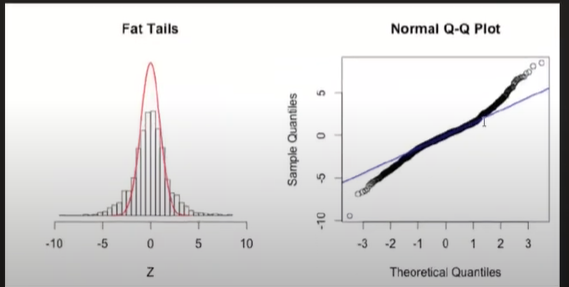 Fat Tails
-10 -5 0 5 10
Z
Normal Q-Q Plot
Sample Quantiles
5
0
-5
-10
-3 -2 -1 0 1 2 3
Theoretical Quantiles